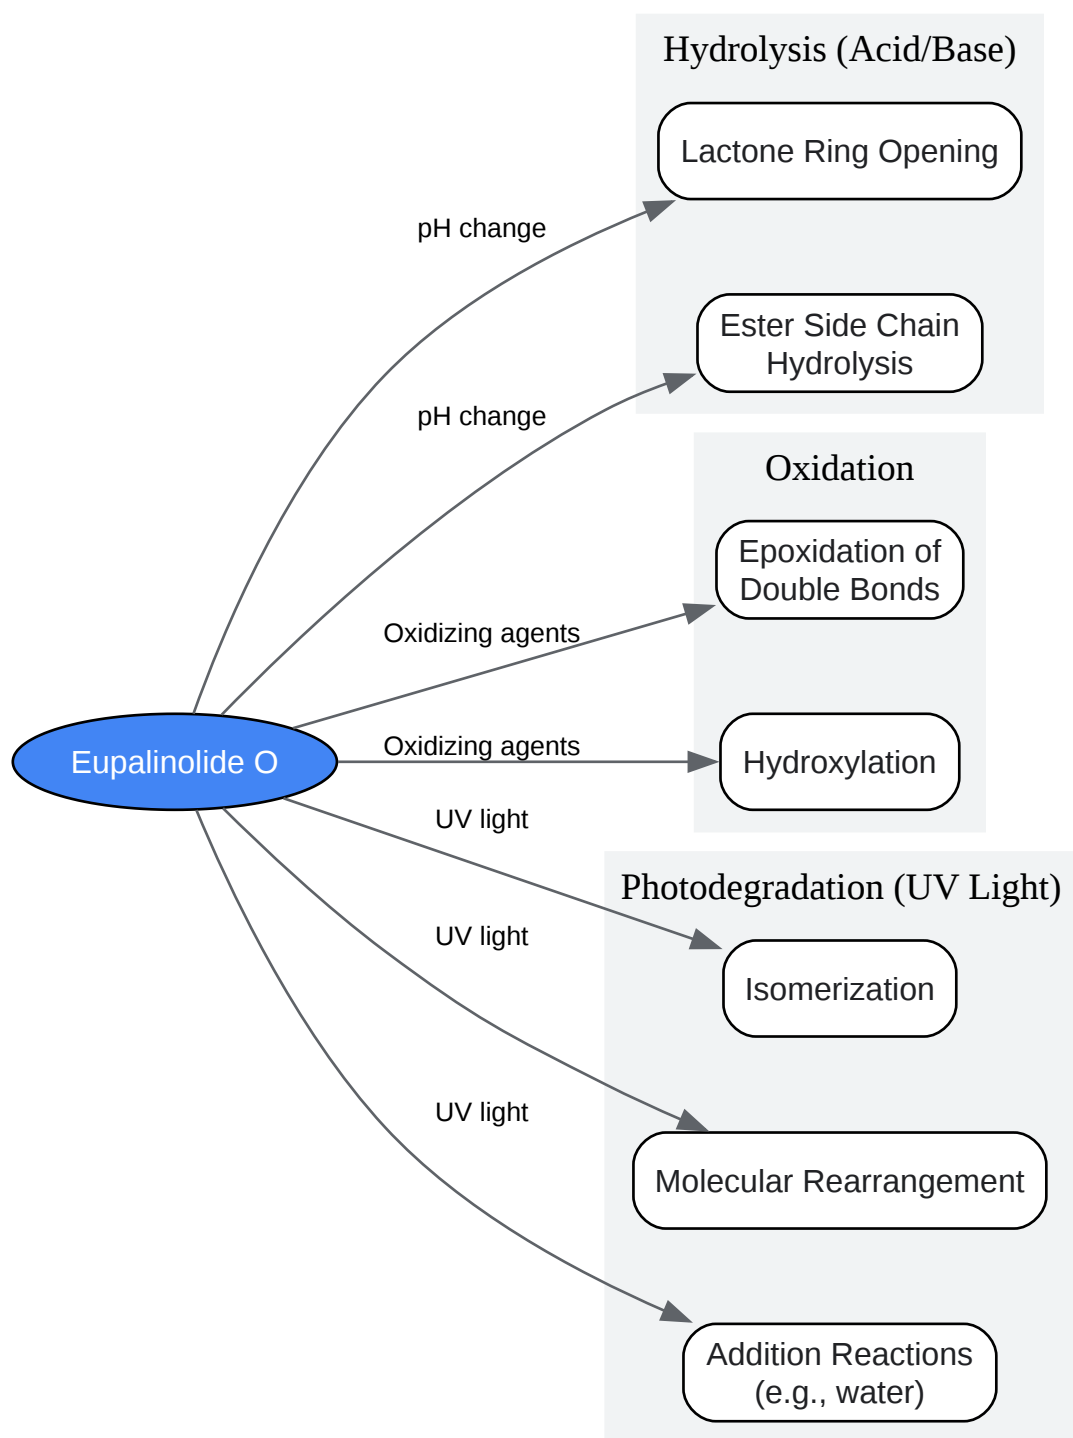 Hydrolysis (Acid/Base)
Lactone Ring Opening
pH change
Ester Side Chain
Hydrolysis
pH change
Oxidation
Epoxidation of
Double Bonds
Oxidizing agents
Eupalinolide O
Oxidizing agents
Hydroxylation
UV light
Photodegradation (UV Light)
UV light
Isomerization
UV light
Molecular Rearrangement
Addition Reactions
(e.g., water)